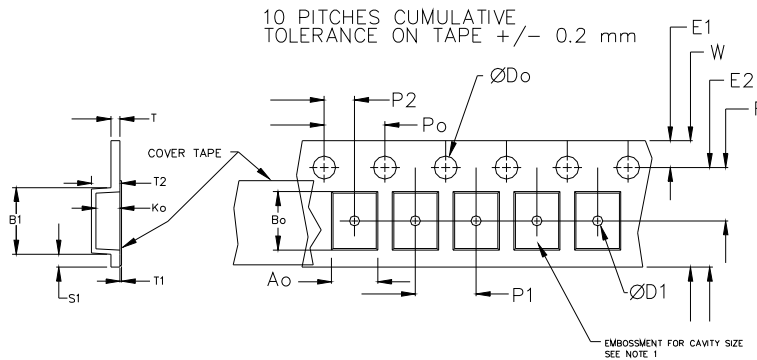 10 PITCHES CUMULATIVE
TOLERANCE ON TAPE +/- 0.2 mm
E1
W
E2
F
ØDo
P2
Po
T
COVER TAPE
T2
Ko
B1
Bo
T1
S1
Ao
P1
ØD1
EMBOSSMENT FOR CAVITY SIZE
SEE NOTE 1